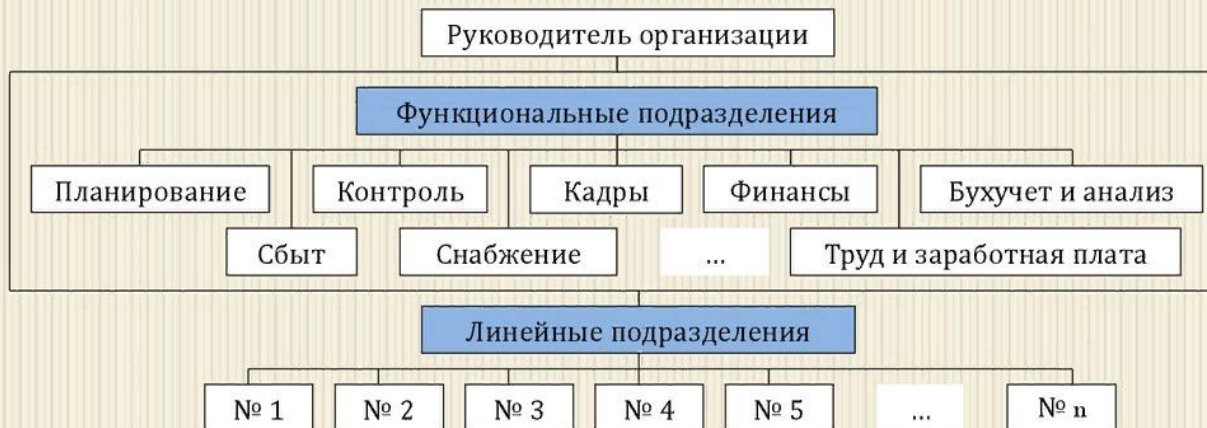 Руководитель организации
Функциональные подразделения
Планирование Контроль Кадры Финансы Бухучет и анализ
Сбыт Снабжение ... Труд и заработная плата
Линейные подразделения
№ 1 № 2 № 3 № 4 № 5 ... № n